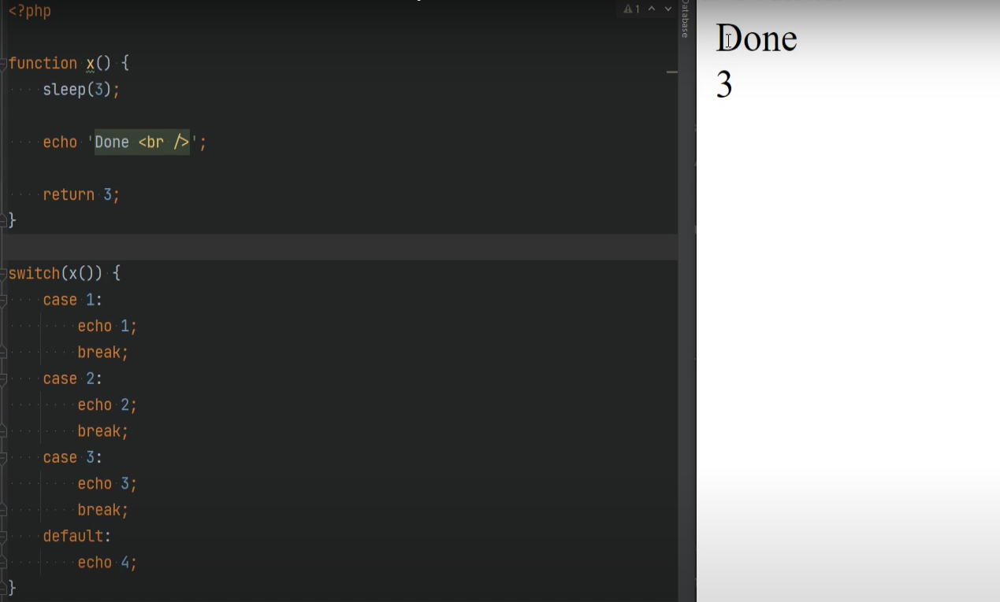 <?php
function x() {
    sleep(3);
    echo 'Done <br />';
    return 3;
}
switch(x()) {
    case 1:
        echo 1;
        break;
    case 2:
        echo 2;
        break;
    case 3:
        echo 3;
        break;
    default:
        echo 4;
}
1
Database
Done
3